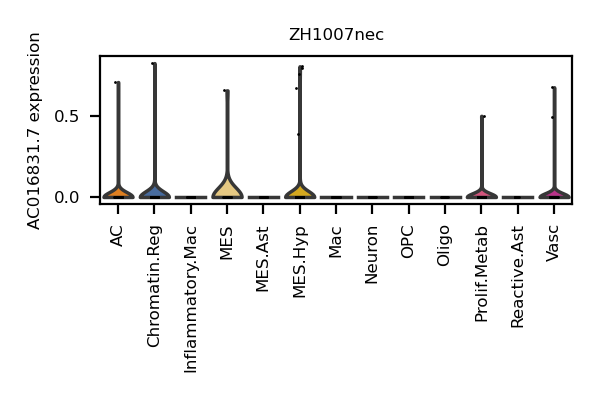 ZH1007nec
AC016831.7 expression
0.5
0.0
AC
Chromatin.Reg
Inflammatory.Mac
MES
MES.Ast
MES.Hyp
Mac
Neuron
OPC
Oligo
Prolif.Metab
Reactive.Ast
Vasc